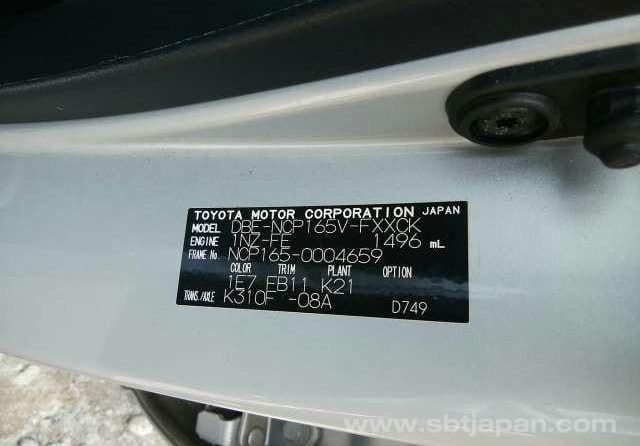 TOYOTA MOTOR CORPORATION JAPAN
MODEL DBE-NCP165V-FXXCK
ENGINE 1NZ-FE 1496 mL
FRAME No. NCP165-0004659
COLOR TRIM PLANT OPTION
1E7 EB11 K21
TRANS./AXLE K310F -08A
D749
www.sbtjapan.com